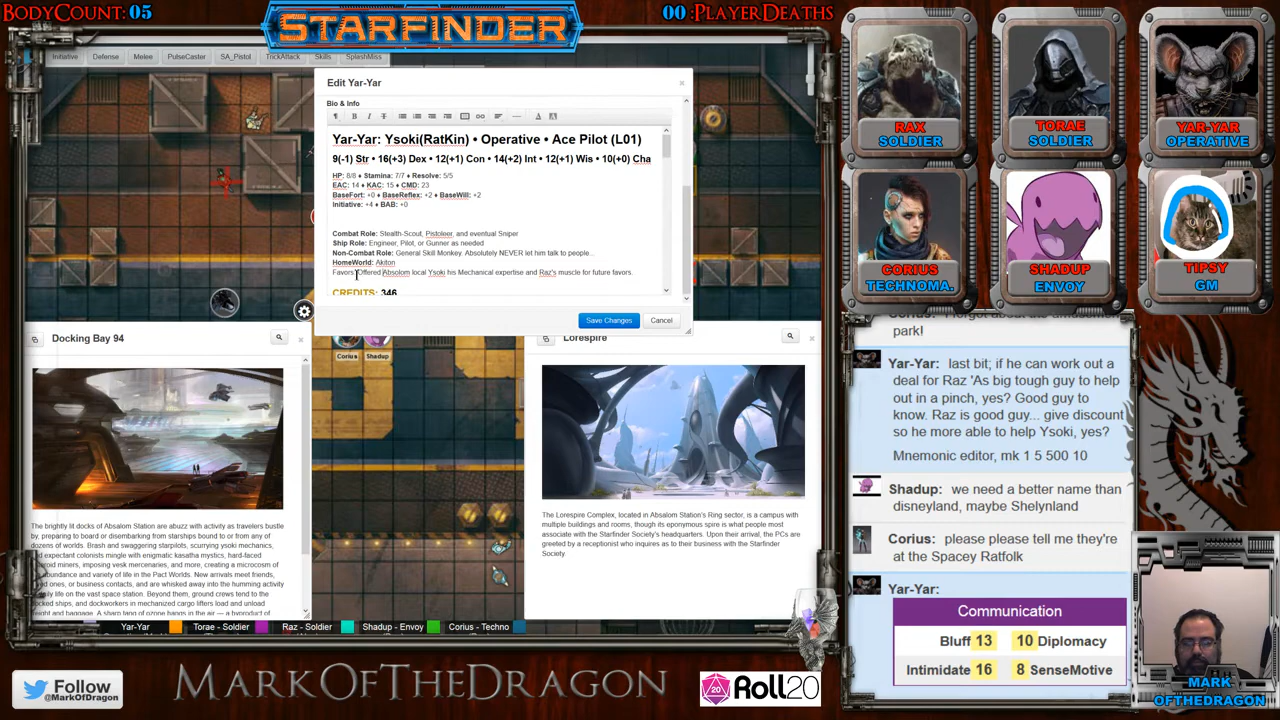 BodyCount: 05
STARFINDER
00 :PlayerDeaths
Initiative
Defense
Melee
PulseCaster
SA_Pistol
TrickAttack
Skills
SplashMiss
Edit Yar-Yar
Bio & Info
Yar-Yar: Ysoki(RatKin) • Operative • Ace Pilot (L01)
9(-1) Str • 16(+3) Dex • 12(+1) Con • 14(+2) Int • 12(+1) Wis • 10(+0) Cha
HP: 8/8 ♦ Stamina: 7/7 ♦ Resolve: 5/5
EAC: 14 ♦ KAC: 15 ♦ CMD: 23
BaseFort: +0 ♦ BaseReflex: +2 ♦ BaseWill: +2
Initiative: +4 ♦ BAB: +0
Combat Role: Stealth-Scout, Pistoleer, and eventual Sniper
Ship Role: Engineer, Pilot, or Gunner as needed
Non-Combat Role: General Skill Monkey. Absolutely NEVER let him talk to people...
HomeWorld: Akiton
Favors: Offered Absolom local Ysoki his Mechanical expertise and Raz's muscle for future favors.
CREDITS: 346
Save Changes
Cancel
RAX
SOLDIER
TORAE
SOLDIER
YAR-YAR
OPERATIVE
CORIUS
TECHNOMA.
SHADUP
ENVOY
TIPSY
GM
Docking Bay 94
Corius
Shadup
Lorespire
The brightly lit docks of Absalom Station are abuzz with activity as travelers bustle
by, preparing to board or disembarking from starships bound to or from any of
dozens of worlds. Brash and swaggering starpilots, scurrying ysoki mechanics,
and expectant colonists mingle with enigmatic kasatha mystics, hard-faced
vesk mercenaries, and more, creating a microcosm of
abundance and variety of life in the Pact Worlds. New arrivals meet friends,
ones, or business contacts, and are whisked away into the humming activity
life on the vast space station. Beyond them, ground crews tend to the
docked ships, and dockworkers in mechanized cargo lifters load and unload
freight and baggage. A sharp tang of ozone hangs in the air — a byproduct of
The Lorespire Complex, located in Absalom Station's Ring sector, is a campus with
multiple buildings and rooms, though its eponymous spire is what people most
associate with the Starfinder Society's headquarters. Upon their arrival, the PCs are
greeted by a receptionist who inquires as to their business with the Starfinder
Society
park!
Yar-Yar: last bit; if he can work out a
deal for Raz 'As big tough guy to help
out in a pinch, yes? Good guy to
know. Raz is good guy... give discount
so he more able to help Ysoki, yes?
Mnemonic editor, mk 1 5 500 10
Shadup: we need a better name than
disneyland, maybe Shelynland
Corius: please please tell me they're
at the Spacey Ratfolk
Yar-Yar:
Communication
Bluff 13 10 Diplomacy
Intimidate 16 8 SenseMotive
Yar-Yar
Torae - Soldier
Raz - Soldier
Shadup - Envoy
Corius - Techno
Follow
@MarkOfDragon
MarkOfTheDragon
20
Roll20
MARK
OFTHEDRAGON